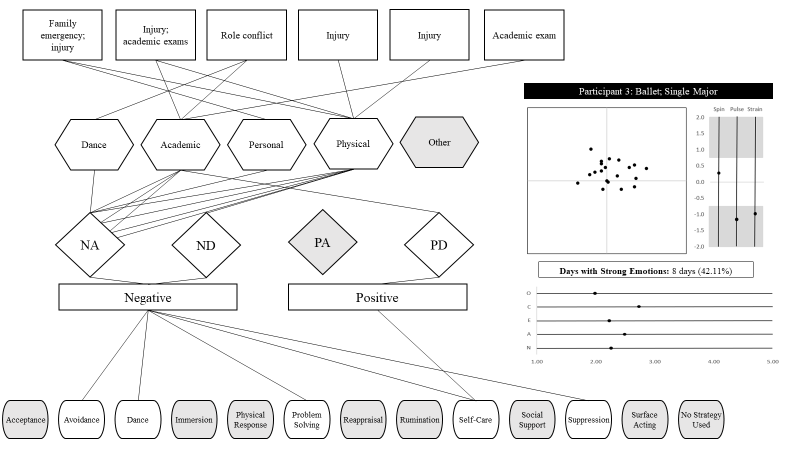 Family
emergency;
injury
Injury;
academic exams
Role conflict
Injury
Injury
Academic exam
Participant 3: Ballet; Single Major
Dance
Academic
Personal
Physical
Other
Spin Pulse Strain
2.0
1.5
1.0
0.5
0.0
-0.5
-1.0
-1.5
-2.0
NA
ND
PA
PD
Negative
Positive
Days with Strong Emotions: 8 days (42.11%)
O
C
E
A
N
1.00 2.00 3.00 4.00 5.00
Acceptance
Avoidance
Dance
Immersion
Physical
Response
Problem
Solving
Reappraisal
Rumination
Self-Care
Social
Support
Suppression
Surface
Acting
No Strategy
Used